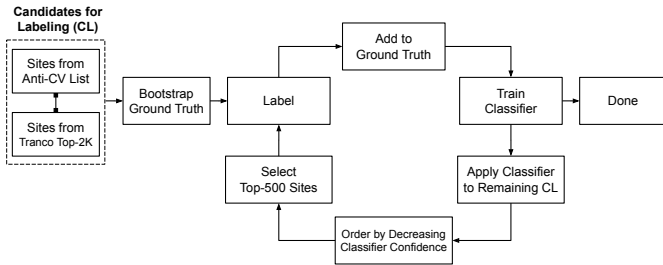 Candidates for
Labeling (CL)
Sites from
Anti-CV List
Sites from
Tranco Top-2K
Bootstrap
Ground Truth
Label
Add to
Ground Truth
Train
Classifier
Done
Select
Top-500 Sites
Apply Classifier
to Remaining CL
Order by Decreasing
Classifier Confidence